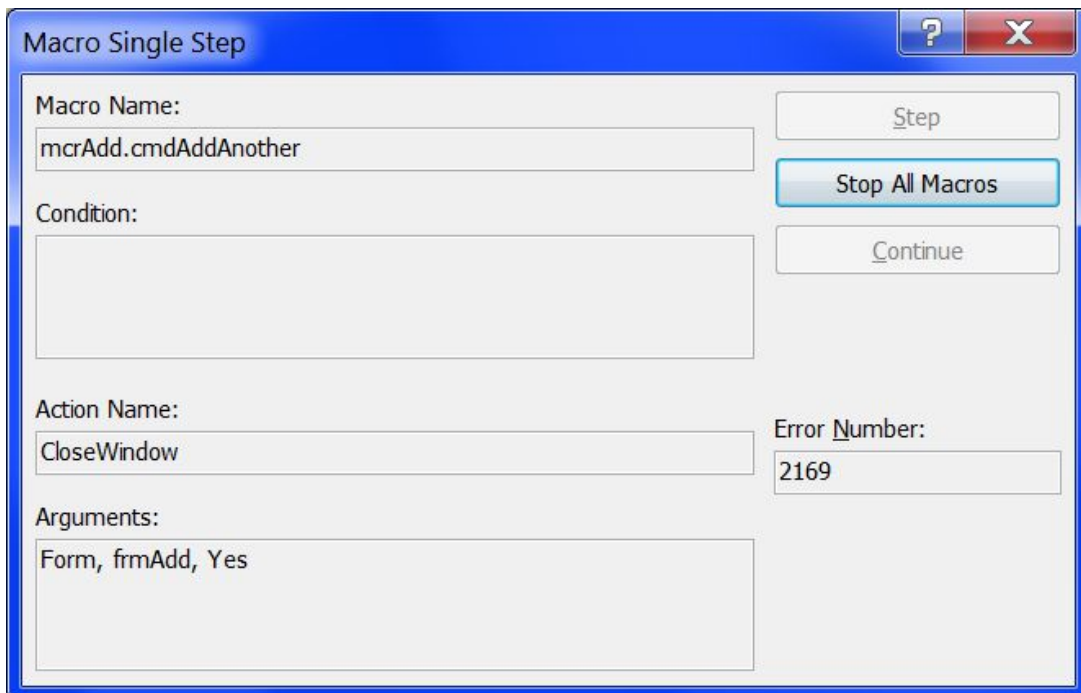 Macro Single Step
?
X
Macro Name:
mcrAdd.cmdAddAnother
Step
Stop All Macros
Condition:
Continue
Action Name:
CloseWindow
Error Number:
2169
Arguments:
Form, frmAdd, Yes